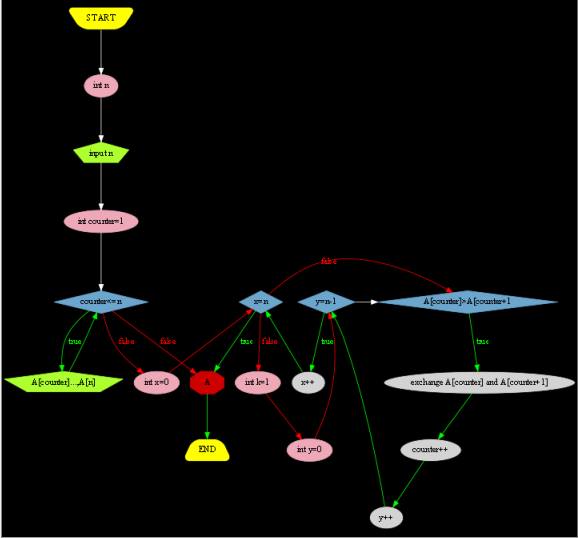 START
int n
input n
int counter=1
false
counter<=n
x=n
y=n-1
A[counter]>A[counter+1
true
false
false
true
false
true
true
A[counter]...,A[n]
int x=0
A
int k=1
x++
exchange A[counter] and A[counter+1]
END
int y=0
counter++
y++